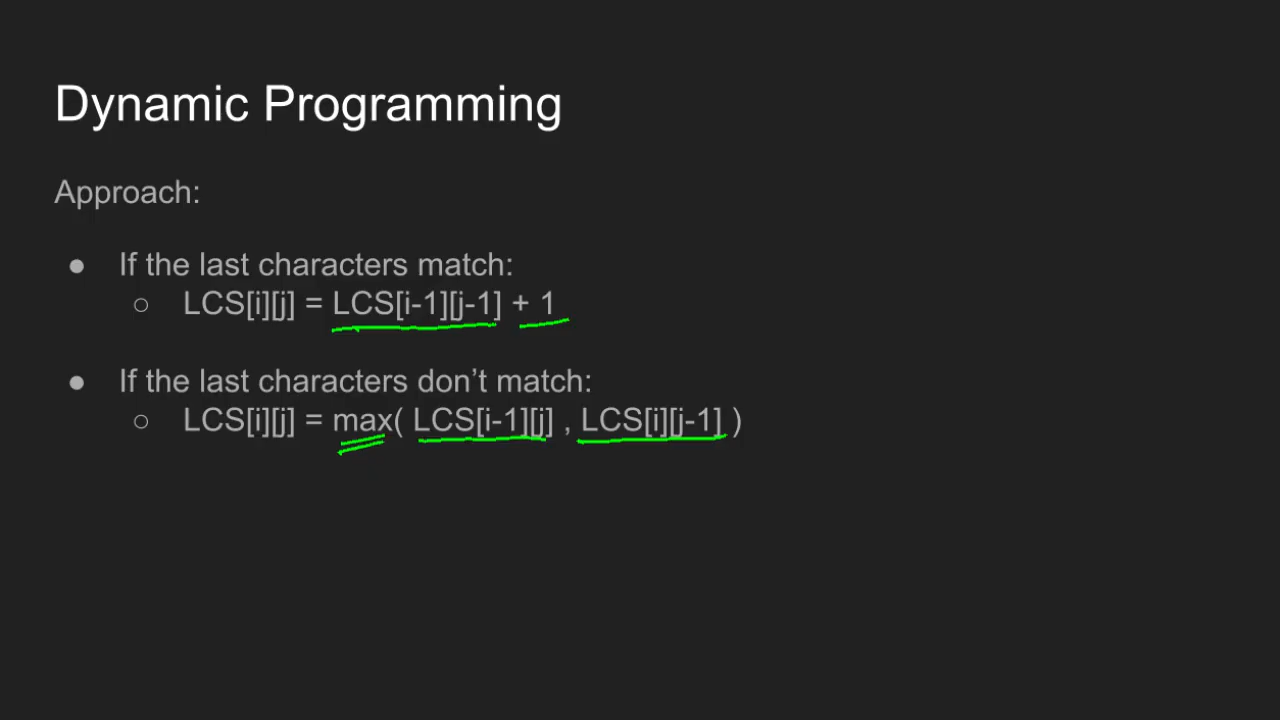 Dynamic Programming
Approach:
● If the last characters match:
○ LCS[i][j] = LCS[i-1][j-1] + 1
● If the last characters don’t match:
○ LCS[i][j] = max( LCS[i-1][j] , LCS[i][j-1] )